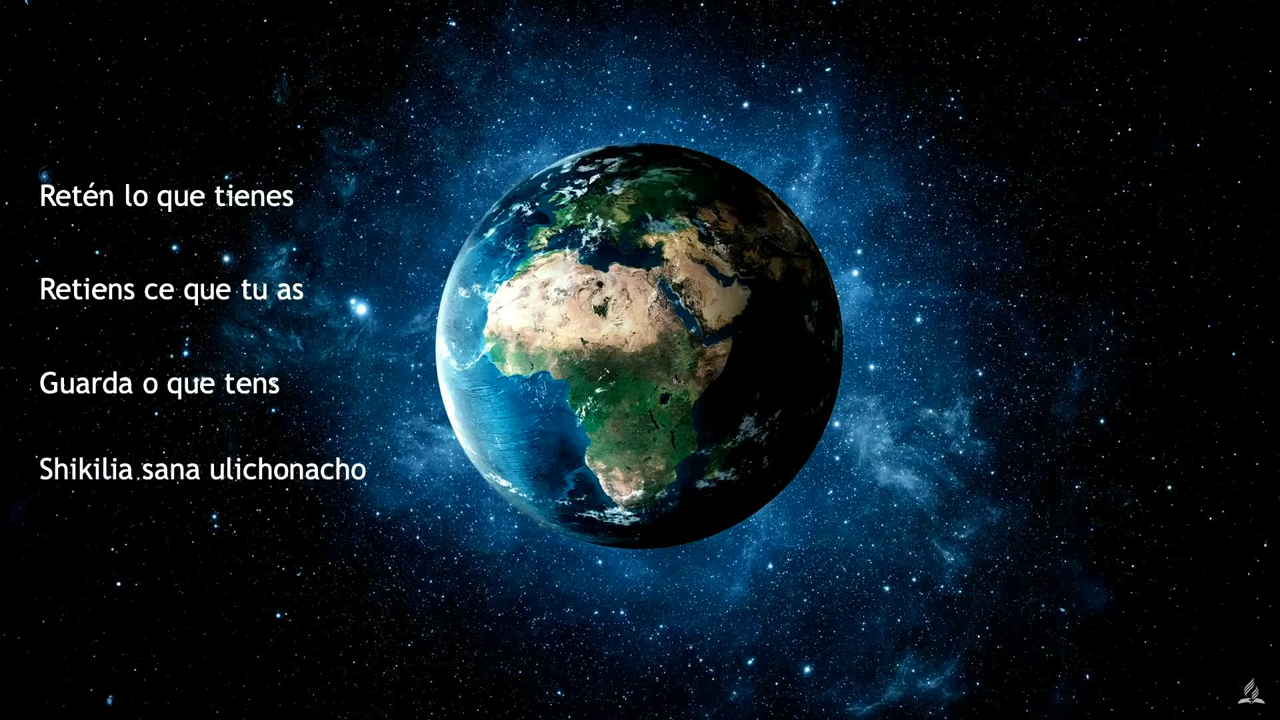 Retén lo que tienes
Retiens ce que tu as
Guarda o que tens
Shikilia sana ulichonacho